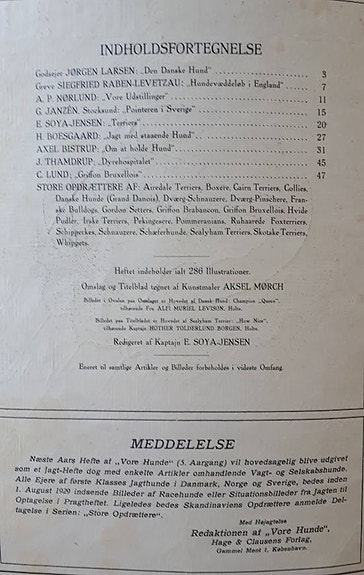 INDHOLDSFORTEGNELSE
Godsejer JØRGEN LARSEN: „Den Danske Hund" 3
Greve SIEGFRIED RABEN-LEVETZAU: „Hundevæddeløb i England" 7
A. P. NØRLUND: „Vore Udstillinger" 11
G. JANZÉN, Stockholm: „Pointeren i Sverige" 15
E. SOYA-JENSEN: „Terriers" 20
H. BOESGAARD: „Jagt med staaende Hund" 27
AXEL BISTRUP: „Om at holde Hund" 31
J. THAMDRUP: „Dyrehospitalet" 45
C. LUND: „Griffon Bruxellois" 47
STORE OPDRÆTTERE AF: Airedale Terriers, Boxere, Cairn Terriers, Collies,
Danske Hunde (Grand Danois), Dværg-Schnauzere, Dværg-Pinschere, Fran-
ske Bulldogs, Gordon Setters, Griffon Brabancon, Griffon Bruxellois, Hvide
Pudler, Irske Terriers, Pekingesere, Pommeranians, Ruhaarede Foxterriers,
Schipperkes, Schnauzere, Schæferhunde, Sealyham Terriers, Skotske Terriers,
Whippets.
Heftet indeholder ialt 286 Illustrationer.
Omslag og Titelblad tegnet af Kunstmaler AKSEL MØRCH
Billedet i Ovalen paa Omslaget er Hovedet af Dansk Hund: Champion „Queen"
tilhørende Fru ALFI MURIEL LEVISON, Hobe.
Billedet paa Titelbladet er Hovedet af Sealyham Terrier: „How Nice"
tilhørende Kaptajn HOTHER TOLDERLUND BORGEN, Hobe.
Redigeret af Kaptajn E. SOYA-JENSEN
Eneret til samtlige Artikler og Billeder forbeholdes i videste Omfang.
MEDDELELSE
Næste Aars Hefte af „Vore Hunde" (3. Aargang) vil hovedsagelig blive udgivet
som et Jagt-Hefte dog med enkelte Artikler omhandlende Vagt- og Selskabshunde.
Alle Ejere af første Klasses Jagthunde i Danmark, Norge og Sverige, bedes inden
1. August 1929 indsende Billeder af Racehunde eller Situationsbilleder fra Jagten til
Optagelse i Pragtheftet. Ligeledes bedes Skandinaviens Opdrættere anmelde Del-
tagelse i Serien: „Store Opdrættere".
Med Højagtelse
Redaktionen af „Vore Hunde",
Hage & Clausens Forlag,
Gammel Mønt 1, København.